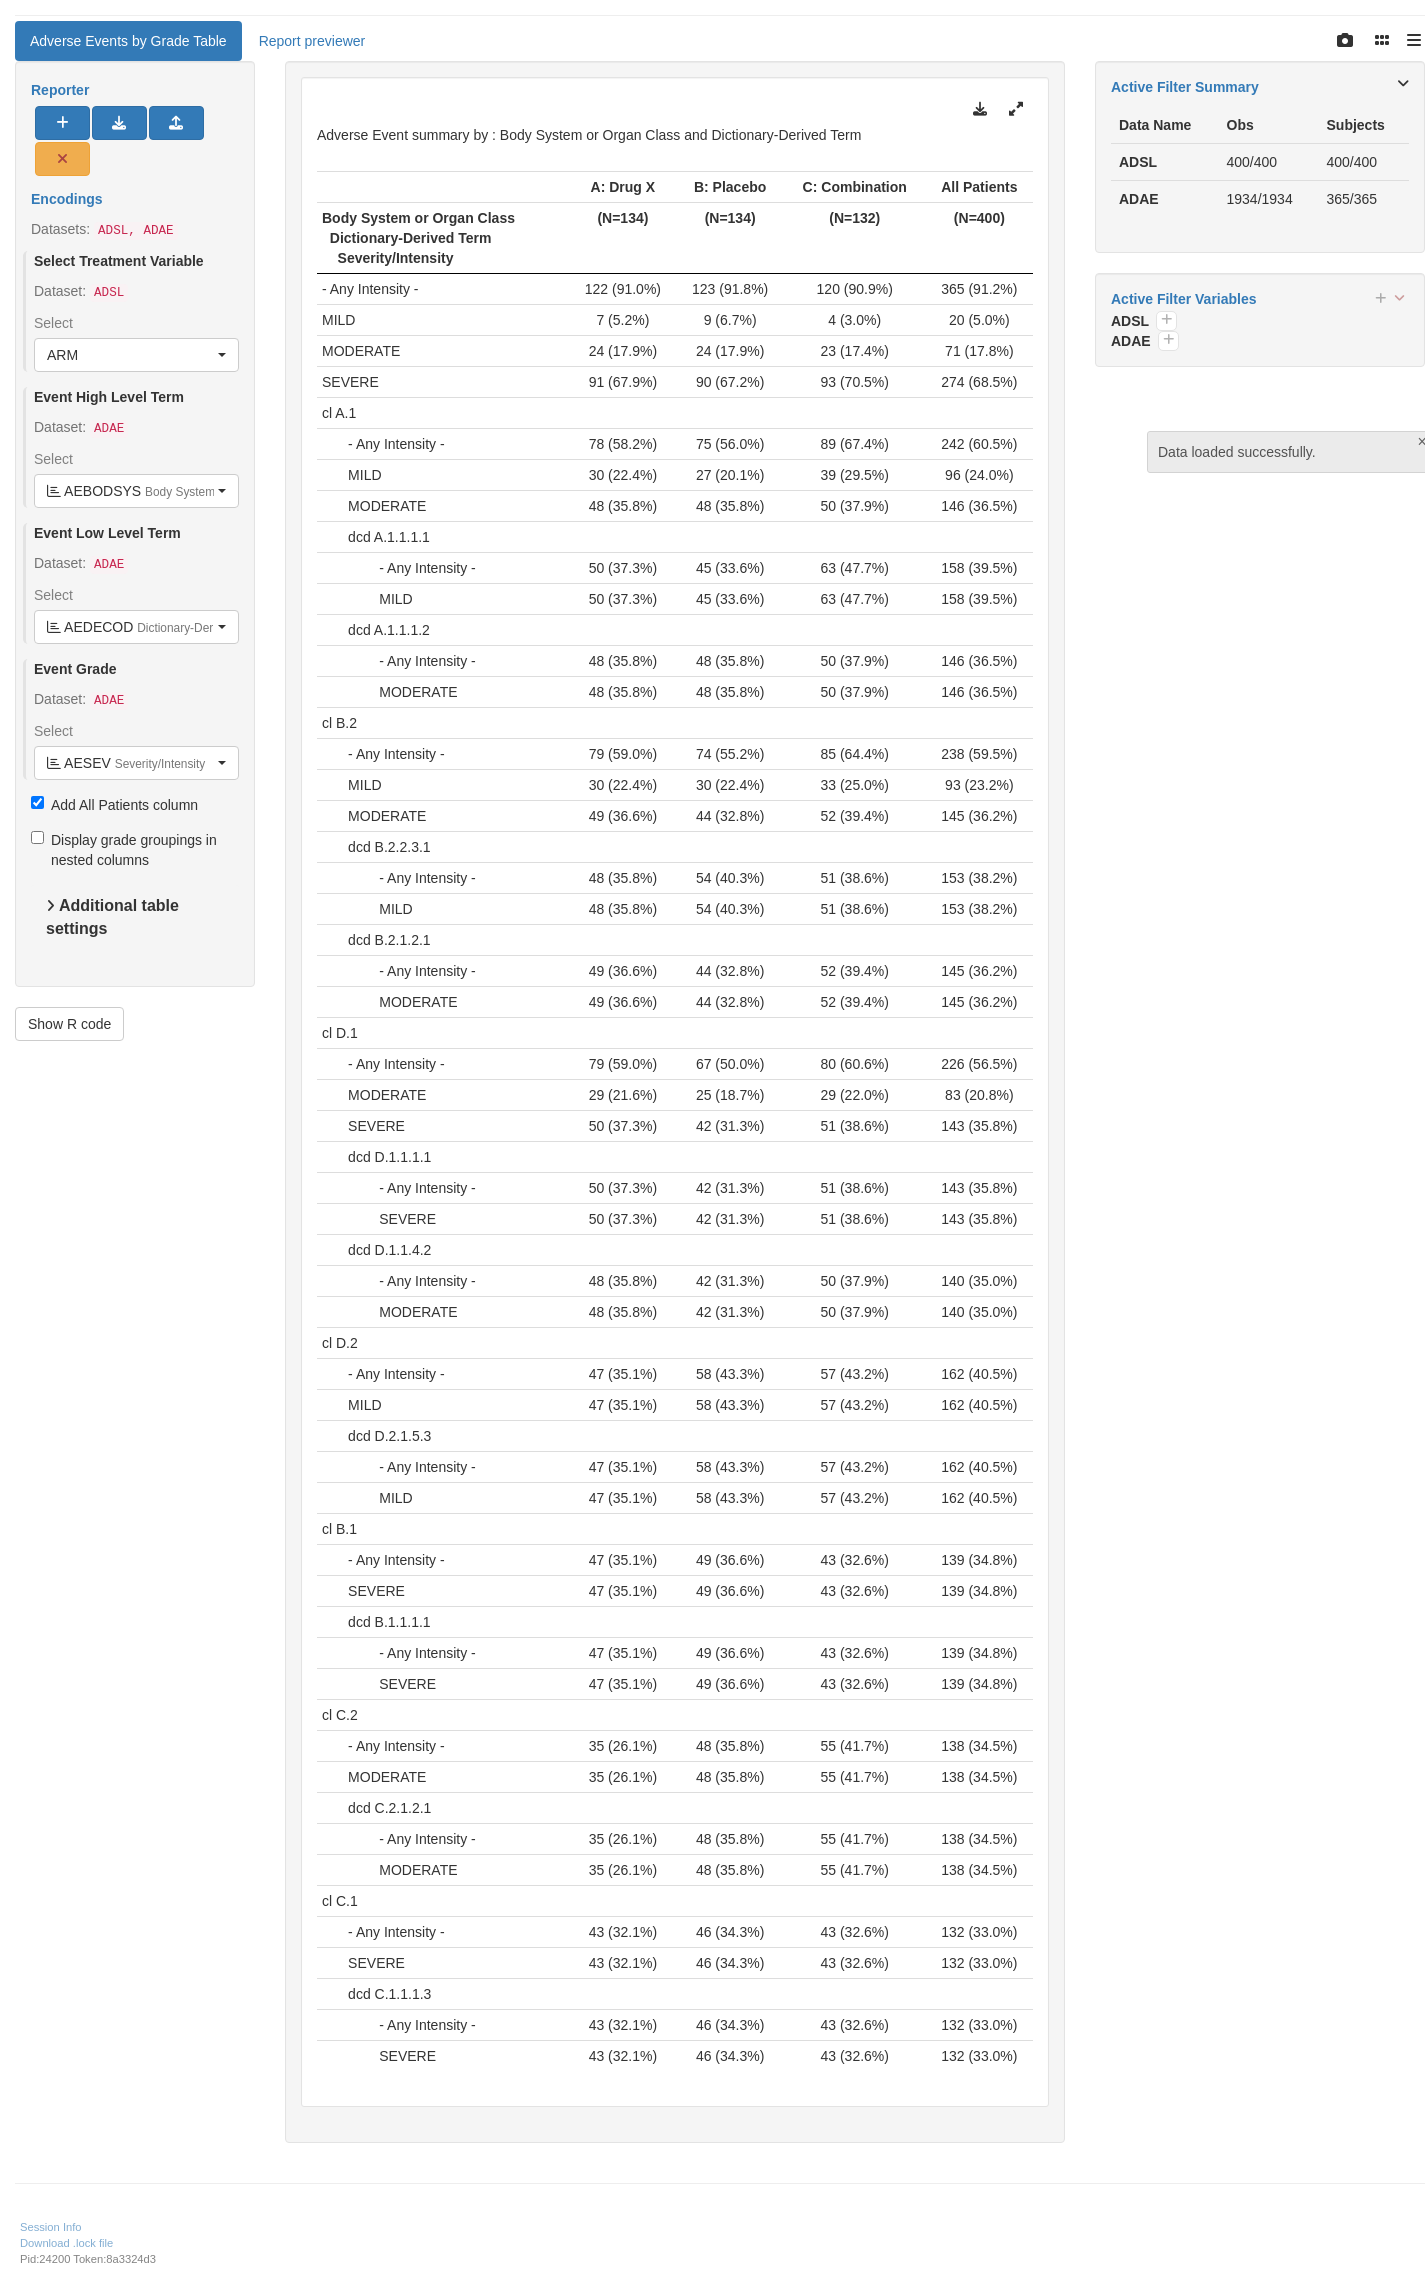 Adverse Events by Grade Table Report previewer
Reporter
Encodings
Datasets: ADSL, ADAE
Select Treatment Variable
Dataset: ADSL
Select
ARM
Event High Level Term
Dataset: ADAE
Select
AEBODSYS Body System
Event Low Level Term
Dataset: ADAE
Select
AEDECOD Dictionary-Der
Event Grade
Dataset: ADAE
Select
AESEV Severity/Intensity
Add All Patients column
Display grade groupings in
nested columns
Additional table
settings
Show R code
Adverse Event summary by : Body System or Organ Class and Dictionary-Derived Term
A: Drug X B: Placebo C: Combination All Patients
Body System or Organ Class (N=134) (N=134) (N=132) (N=400)
Dictionary-Derived Term
Severity/Intensity
- Any Intensity - 122 (91.0%) 123 (91.8%) 120 (90.9%) 365 (91.2%)
MILD 7 (5.2%) 9 (6.7%) 4 (3.0%) 20 (5.0%)
MODERATE 24 (17.9%) 24 (17.9%) 23 (17.4%) 71 (17.8%)
SEVERE 91 (67.9%) 90 (67.2%) 93 (70.5%) 274 (68.5%)
cl A.1
- Any Intensity - 78 (58.2%) 75 (56.0%) 89 (67.4%) 242 (60.5%)
MILD 30 (22.4%) 27 (20.1%) 39 (29.5%) 96 (24.0%)
MODERATE 48 (35.8%) 48 (35.8%) 50 (37.9%) 146 (36.5%)
dcd A.1.1.1.1
- Any Intensity - 50 (37.3%) 45 (33.6%) 63 (47.7%) 158 (39.5%)
MILD 50 (37.3%) 45 (33.6%) 63 (47.7%) 158 (39.5%)
dcd A.1.1.1.2
- Any Intensity - 48 (35.8%) 48 (35.8%) 50 (37.9%) 146 (36.5%)
MODERATE 48 (35.8%) 48 (35.8%) 50 (37.9%) 146 (36.5%)
cl B.2
- Any Intensity - 79 (59.0%) 74 (55.2%) 85 (64.4%) 238 (59.5%)
MILD 30 (22.4%) 30 (22.4%) 33 (25.0%) 93 (23.2%)
MODERATE 49 (36.6%) 44 (32.8%) 52 (39.4%) 145 (36.2%)
dcd B.2.2.3.1
- Any Intensity - 48 (35.8%) 54 (40.3%) 51 (38.6%) 153 (38.2%)
MILD 48 (35.8%) 54 (40.3%) 51 (38.6%) 153 (38.2%)
dcd B.2.1.2.1
- Any Intensity - 49 (36.6%) 44 (32.8%) 52 (39.4%) 145 (36.2%)
MODERATE 49 (36.6%) 44 (32.8%) 52 (39.4%) 145 (36.2%)
cl D.1
- Any Intensity - 79 (59.0%) 67 (50.0%) 80 (60.6%) 226 (56.5%)
MODERATE 29 (21.6%) 25 (18.7%) 29 (22.0%) 83 (20.8%)
SEVERE 50 (37.3%) 42 (31.3%) 51 (38.6%) 143 (35.8%)
dcd D.1.1.1.1
- Any Intensity - 50 (37.3%) 42 (31.3%) 51 (38.6%) 143 (35.8%)
SEVERE 50 (37.3%) 42 (31.3%) 51 (38.6%) 143 (35.8%)
dcd D.1.1.4.2
- Any Intensity - 48 (35.8%) 42 (31.3%) 50 (37.9%) 140 (35.0%)
MODERATE 48 (35.8%) 42 (31.3%) 50 (37.9%) 140 (35.0%)
cl D.2
- Any Intensity - 47 (35.1%) 58 (43.3%) 57 (43.2%) 162 (40.5%)
MILD 47 (35.1%) 58 (43.3%) 57 (43.2%) 162 (40.5%)
dcd D.2.1.5.3
- Any Intensity - 47 (35.1%) 58 (43.3%) 57 (43.2%) 162 (40.5%)
MILD 47 (35.1%) 58 (43.3%) 57 (43.2%) 162 (40.5%)
cl B.1
- Any Intensity - 47 (35.1%) 49 (36.6%) 43 (32.6%) 139 (34.8%)
SEVERE 47 (35.1%) 49 (36.6%) 43 (32.6%) 139 (34.8%)
dcd B.1.1.1.1
- Any Intensity - 47 (35.1%) 49 (36.6%) 43 (32.6%) 139 (34.8%)
SEVERE 47 (35.1%) 49 (36.6%) 43 (32.6%) 139 (34.8%)
cl C.2
- Any Intensity - 35 (26.1%) 48 (35.8%) 55 (41.7%) 138 (34.5%)
MODERATE 35 (26.1%) 48 (35.8%) 55 (41.7%) 138 (34.5%)
dcd C.2.1.2.1
- Any Intensity - 35 (26.1%) 48 (35.8%) 55 (41.7%) 138 (34.5%)
MODERATE 35 (26.1%) 48 (35.8%) 55 (41.7%) 138 (34.5%)
cl C.1
- Any Intensity - 43 (32.1%) 46 (34.3%) 43 (32.6%) 132 (33.0%)
SEVERE 43 (32.1%) 46 (34.3%) 43 (32.6%) 132 (33.0%)
dcd C.1.1.1.3
- Any Intensity - 43 (32.1%) 46 (34.3%) 43 (32.6%) 132 (33.0%)
SEVERE 43 (32.1%) 46 (34.3%) 43 (32.6%) 132 (33.0%)
Active Filter Summary
Data Name Obs Subjects
ADSL 400/400 400/400
ADAE 1934/1934 365/365
Active Filter Variables
ADSL
ADAE
Data loaded successfully.
Session Info
Download .lock file
Pid:24200 Token:8a3324d3